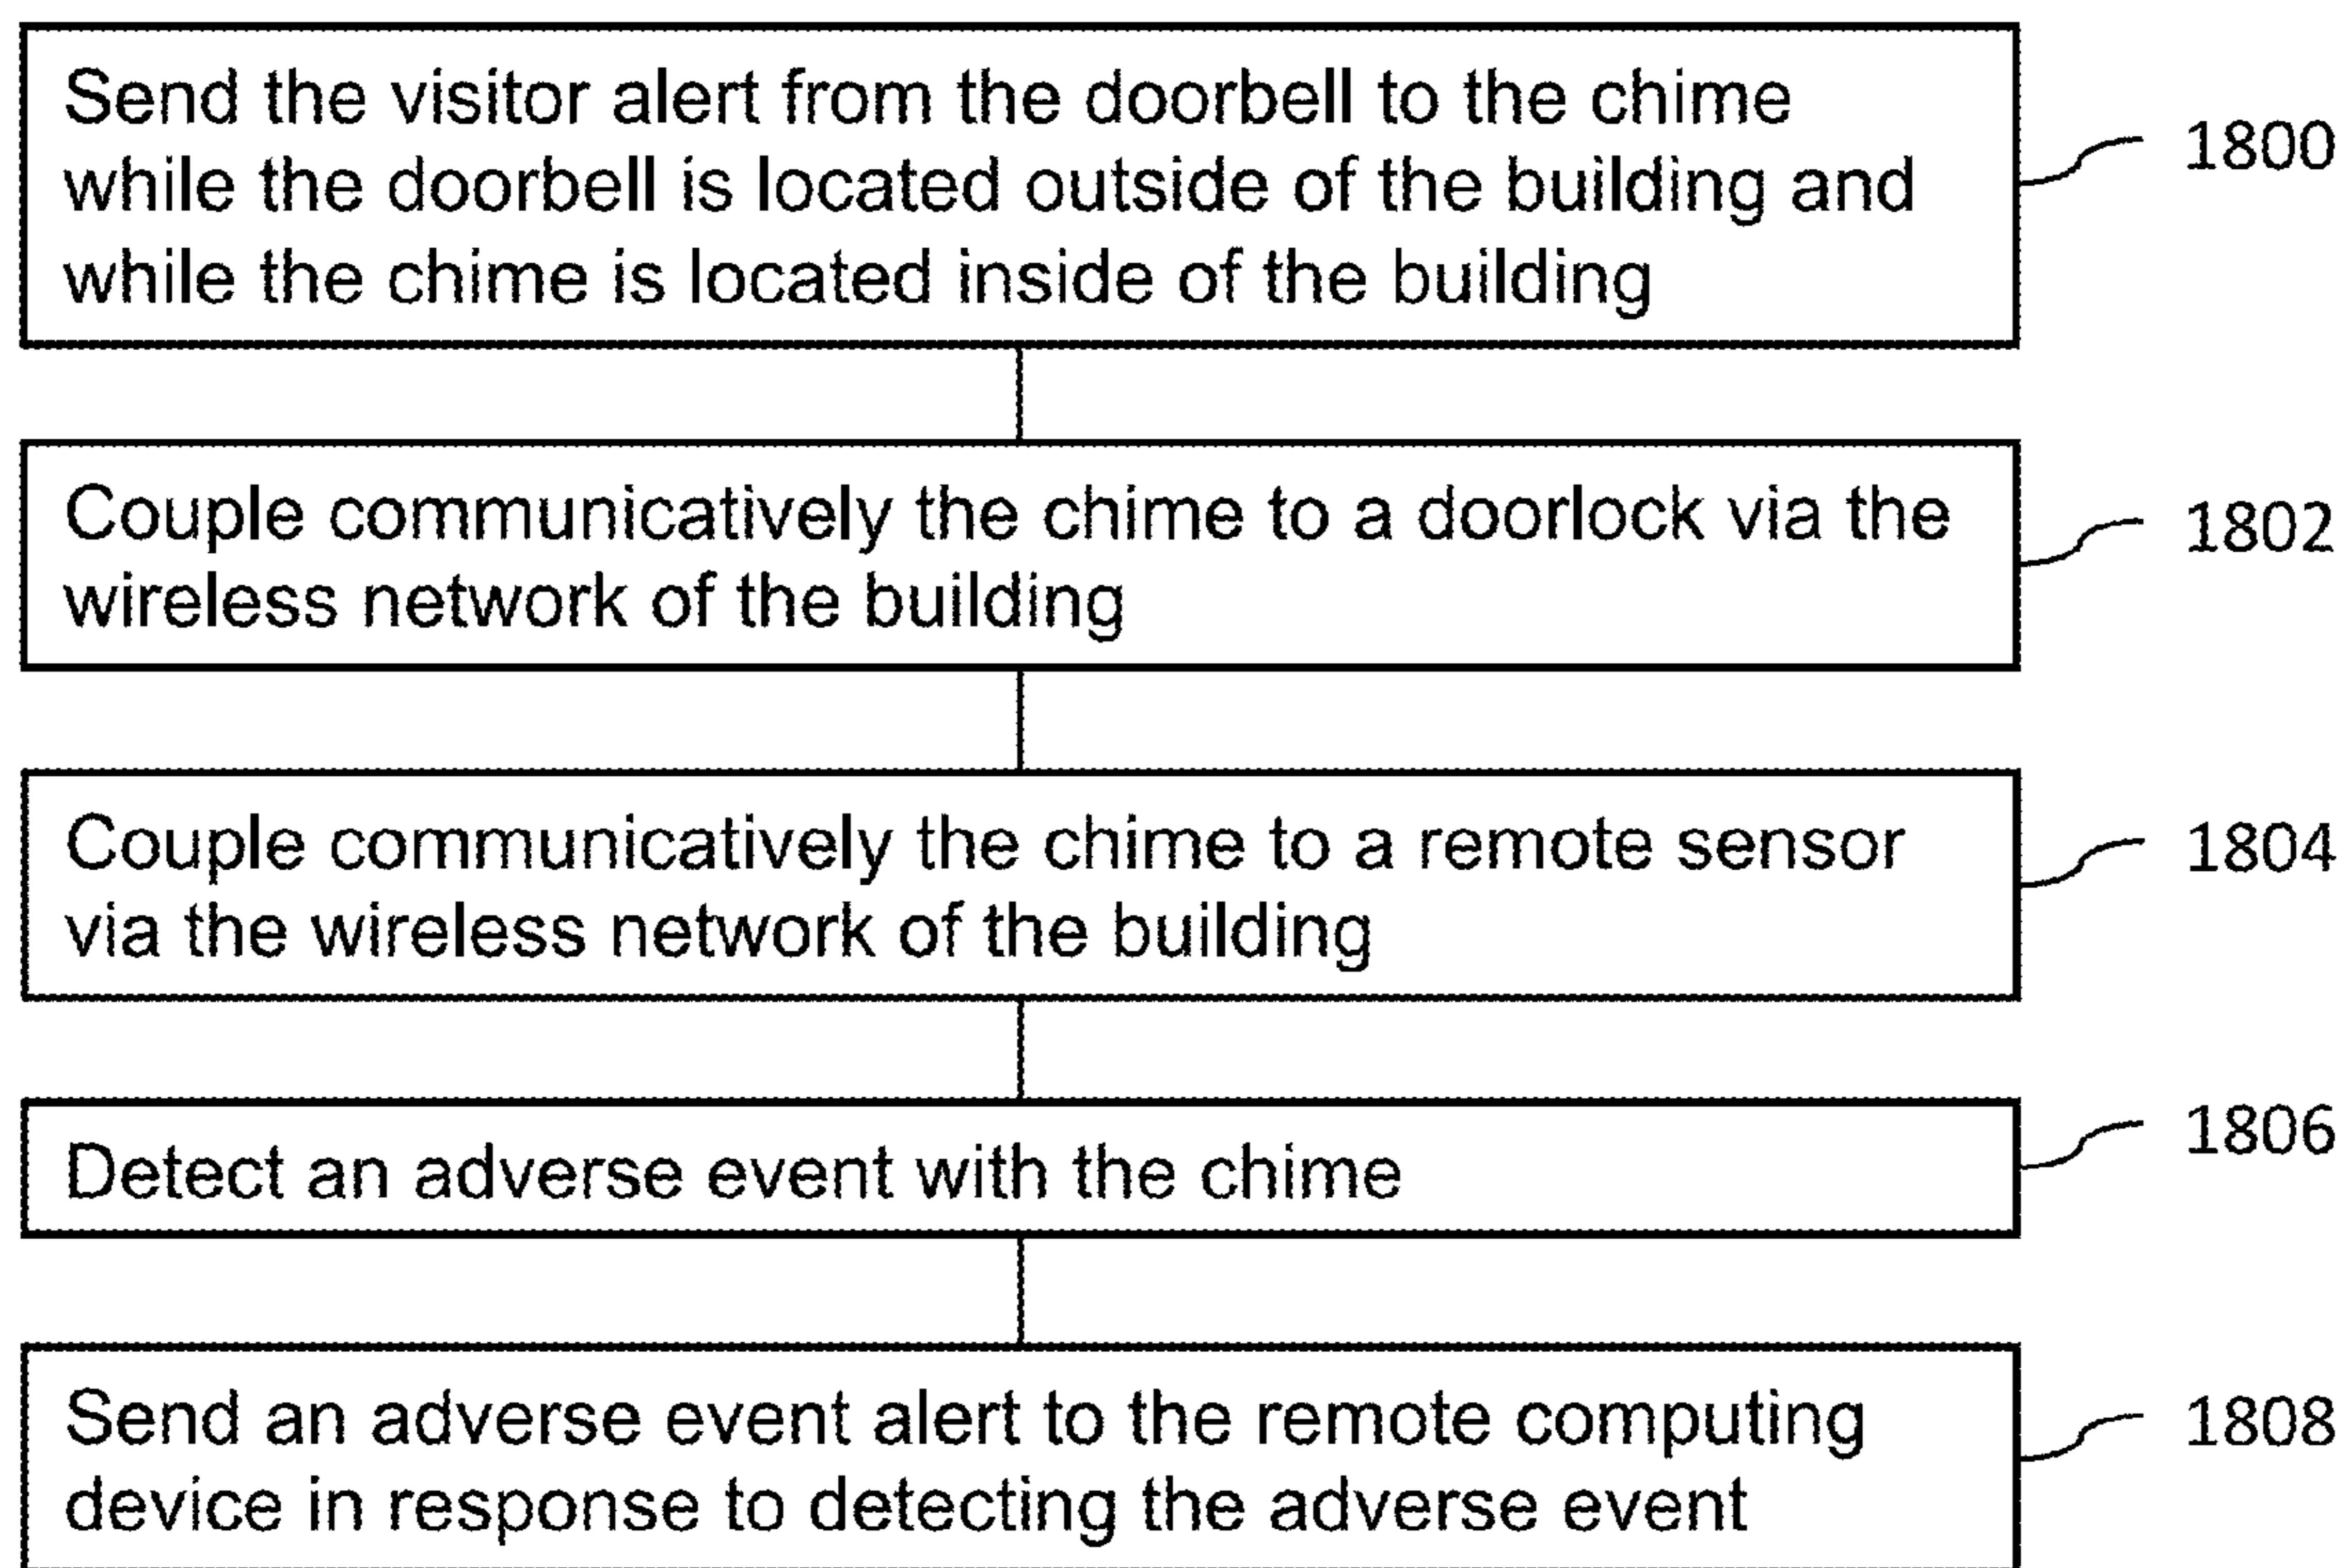 Send the visitor alert from the doorbell to the chime
while the doorbell is located outside of the building and
while the chime is located inside of the building
1800
Couple communicatively the chime to a doorlock via the
wireless network of the building
1802
Couple communicatively the chime to a remote sensor
via the wireless network of the building
1804
Detect an adverse event with the chime
1806
Send an adverse event alert to the remote computing
device in response to detecting the adverse event
1808